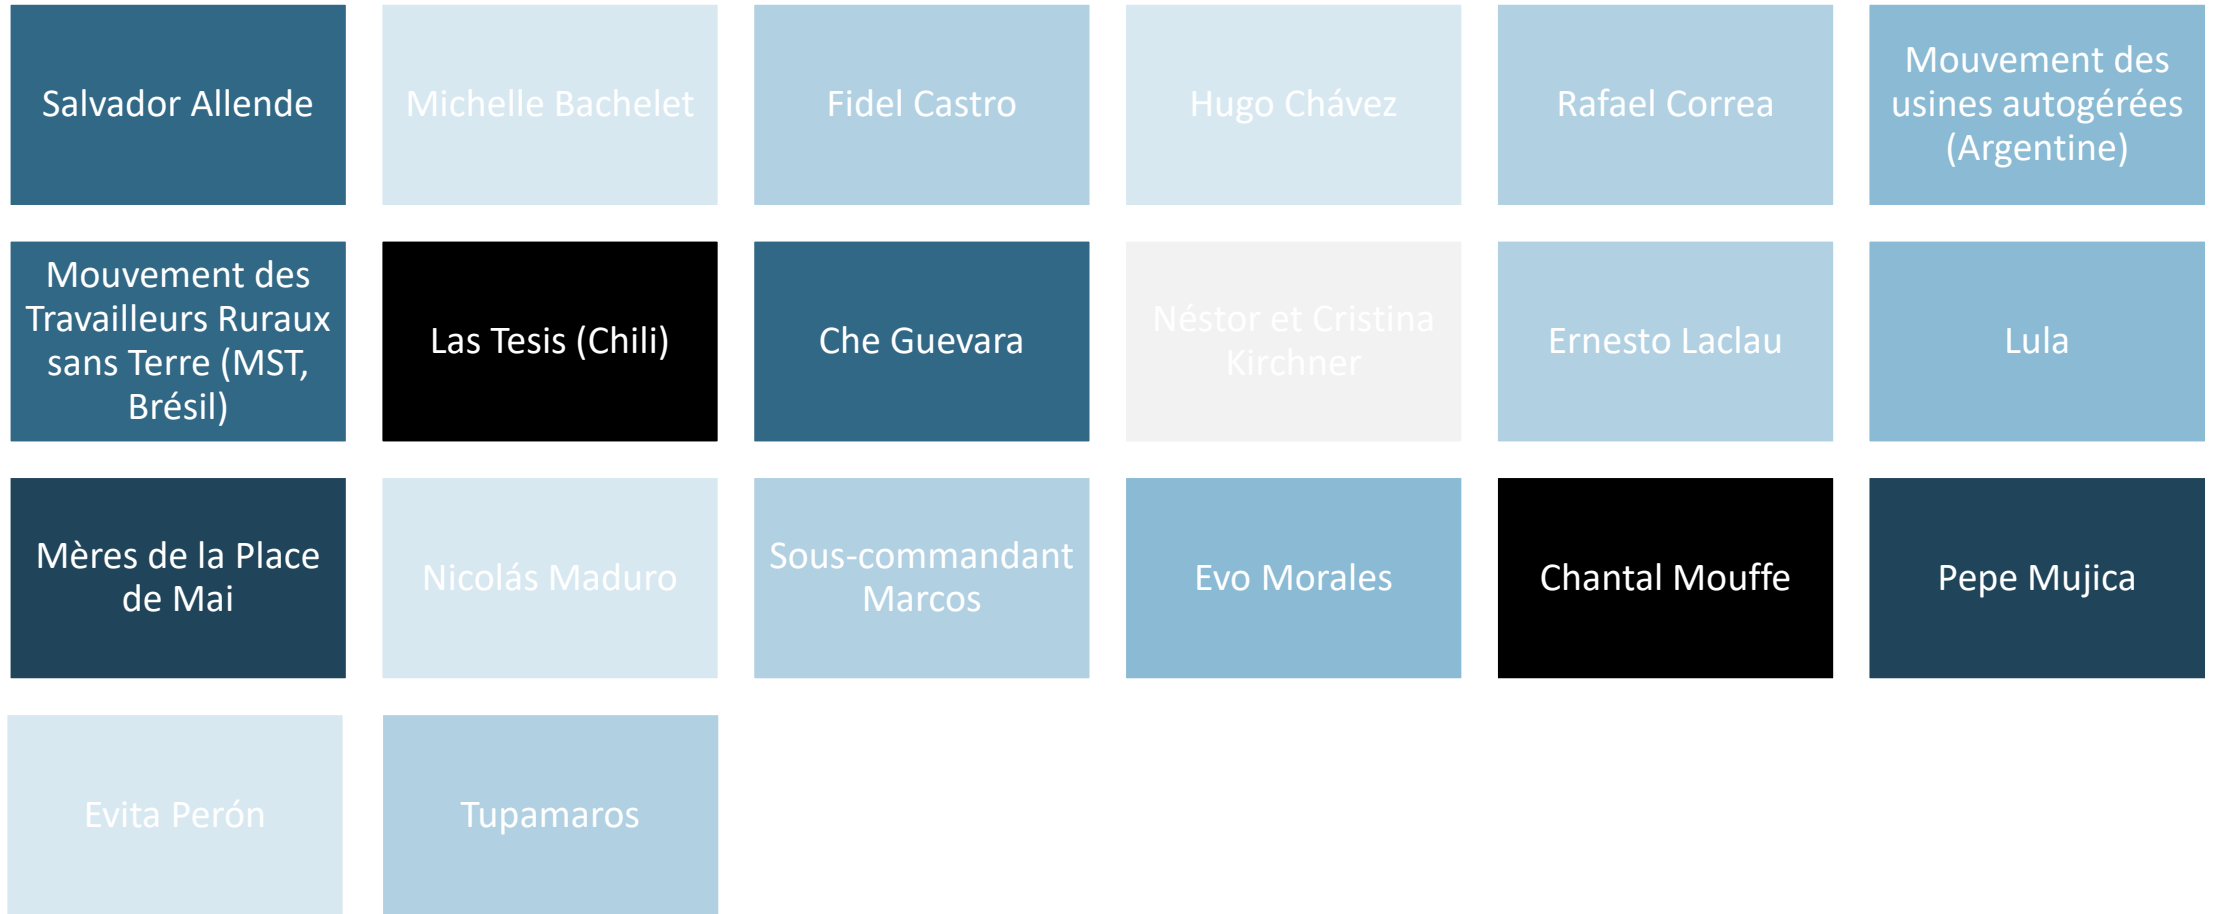 Salvador Allende
Michelle Bachelet
Fidel Castro
Hugo Chávez
Rafael Correa
Mouvement des
usines autogérées
(Argentine)
Mouvement des
Travailleurs Ruraux
sans Terre (MST,
Brésil)
Las Tesis (Chili)
Che Guevara
Néstor et Cristina
Kirchner
Ernesto Laclau
Lula
Mères de la Place
de Mai
Nicolás Maduro
Sous-commandant
Marcos
Evo Morales
Chantal Mouffe
Pepe Mujica
Evita Perón
Tupamaros